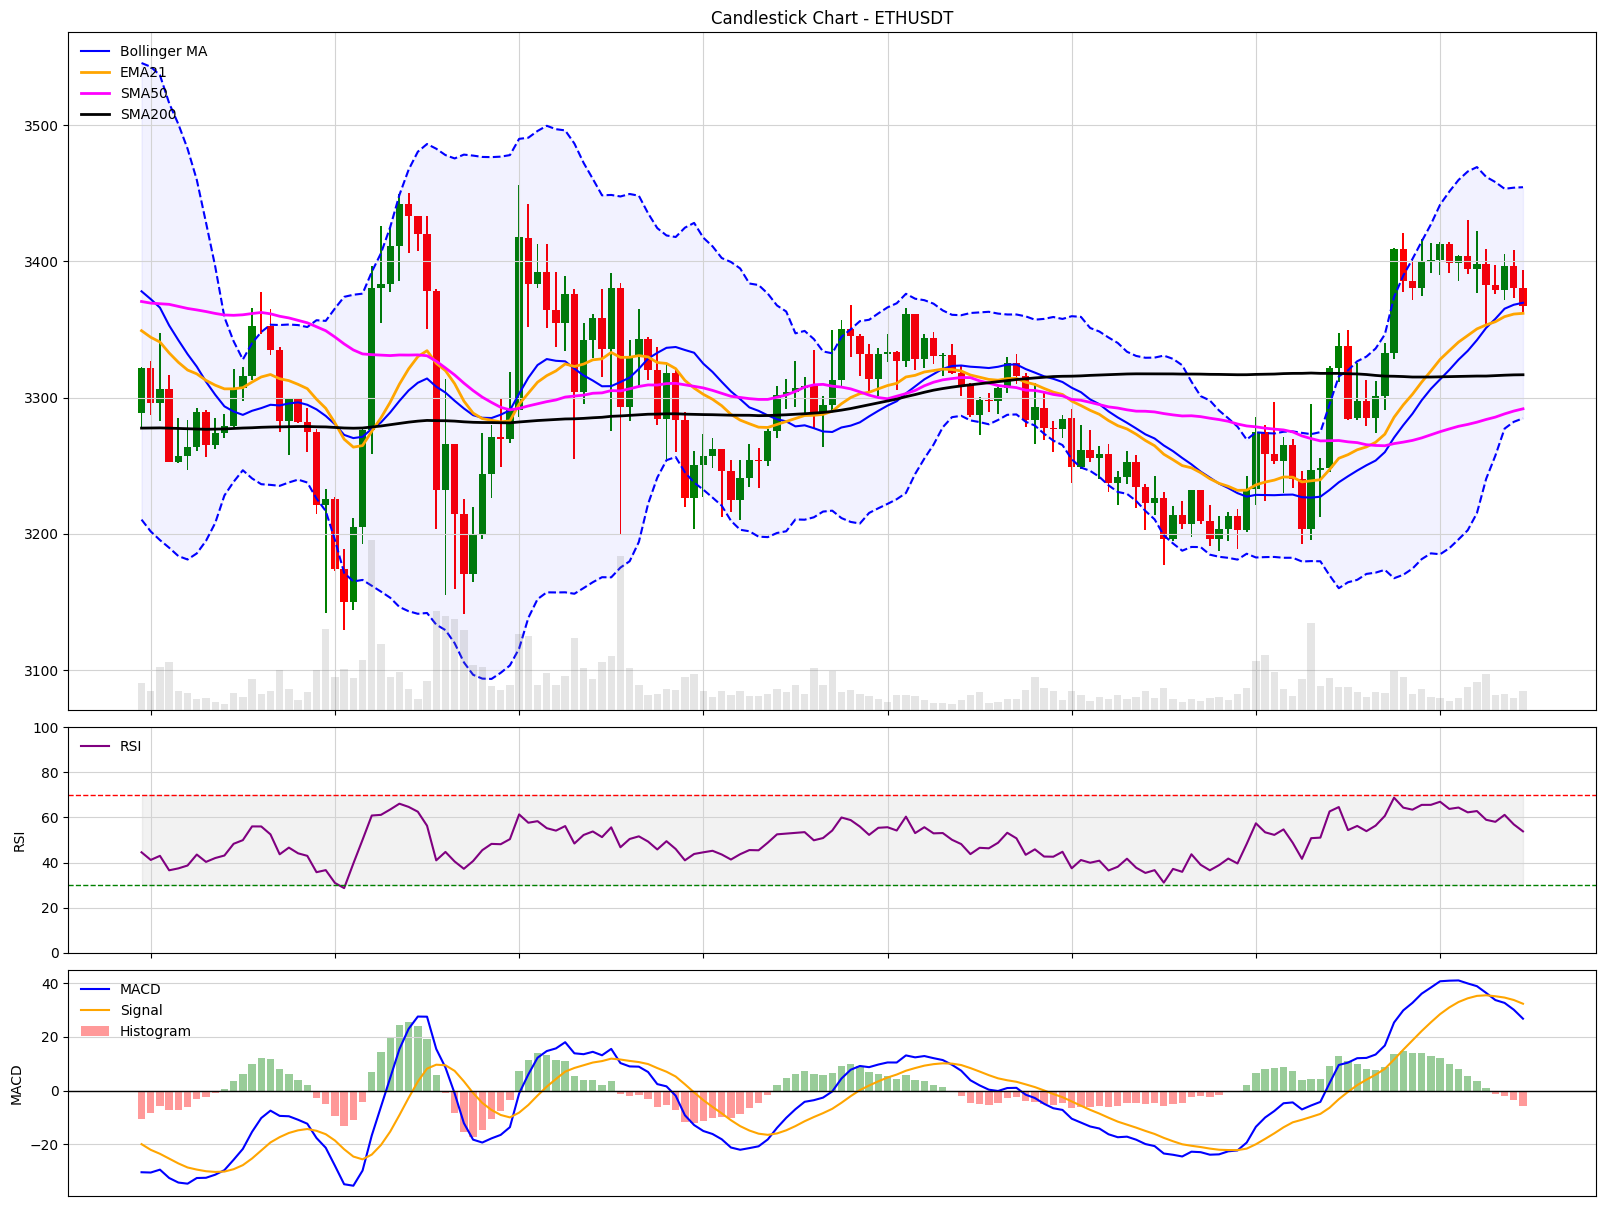 Candlestick Chart - ETHUSDT
Bollinger MA
EMA21
SMA50
SMA200
3500
3400
3300
3200
3100
RSI
100
80
60
40
20
0
RSI
MACD
Signal
Histogram
40
20
0
−20
MACD